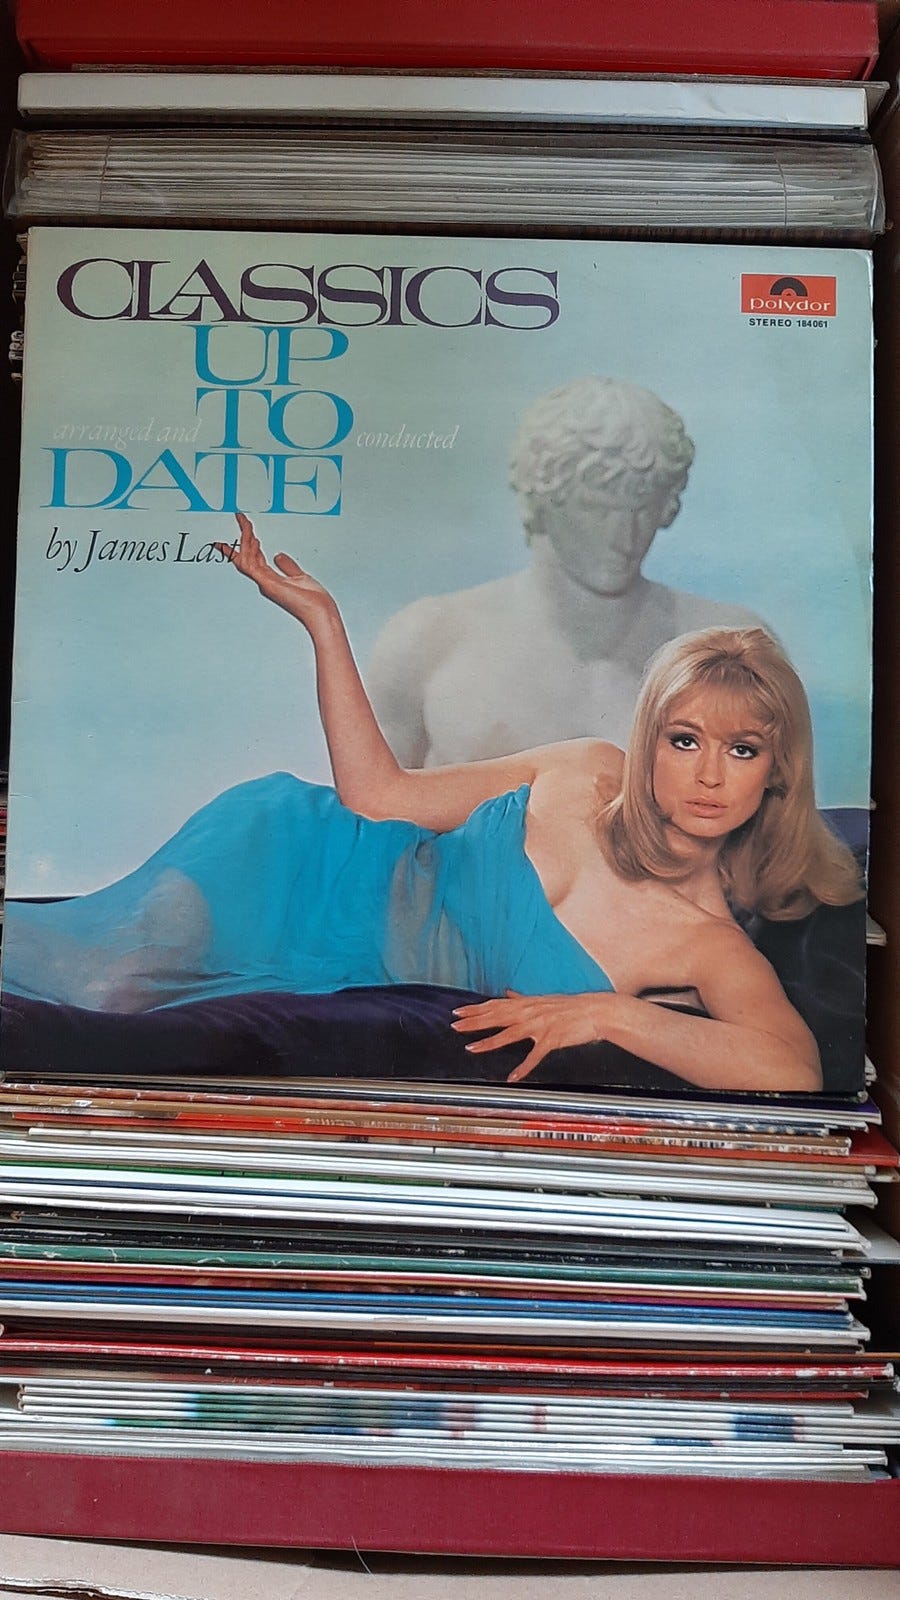 CLASSICS
UP
arranged and TO conducted
DATE
by James Last
polydor
STEREO 184061